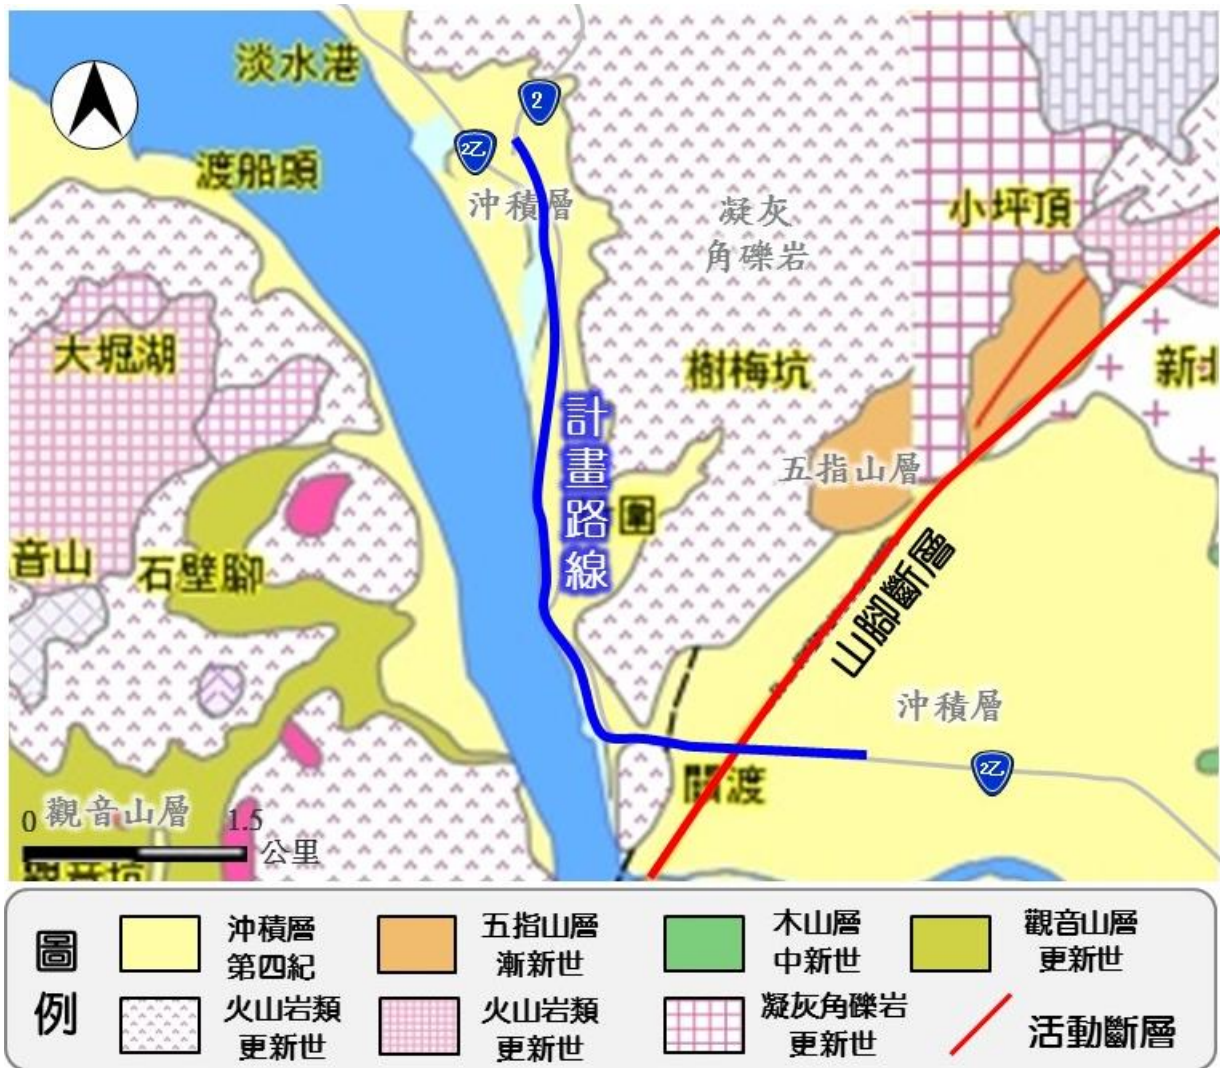 淡水港
2
2乙
渡船頭
沖積層
凝灰
角礫岩
小坪頂
大堀湖
樹梅坑
新北
計畫路線
五指山層
圍
音山
石壁腳
山腳斷層
沖積層
2乙
關渡
觀音山層
0 1.5
公里
觀音坑
圖例
沖積層
第四紀
五指山層
漸新世
木山層
中新世
觀音山層
更新世
火山岩類
更新世
火山岩類
更新世
凝灰角礫岩
更新世
活動斷層